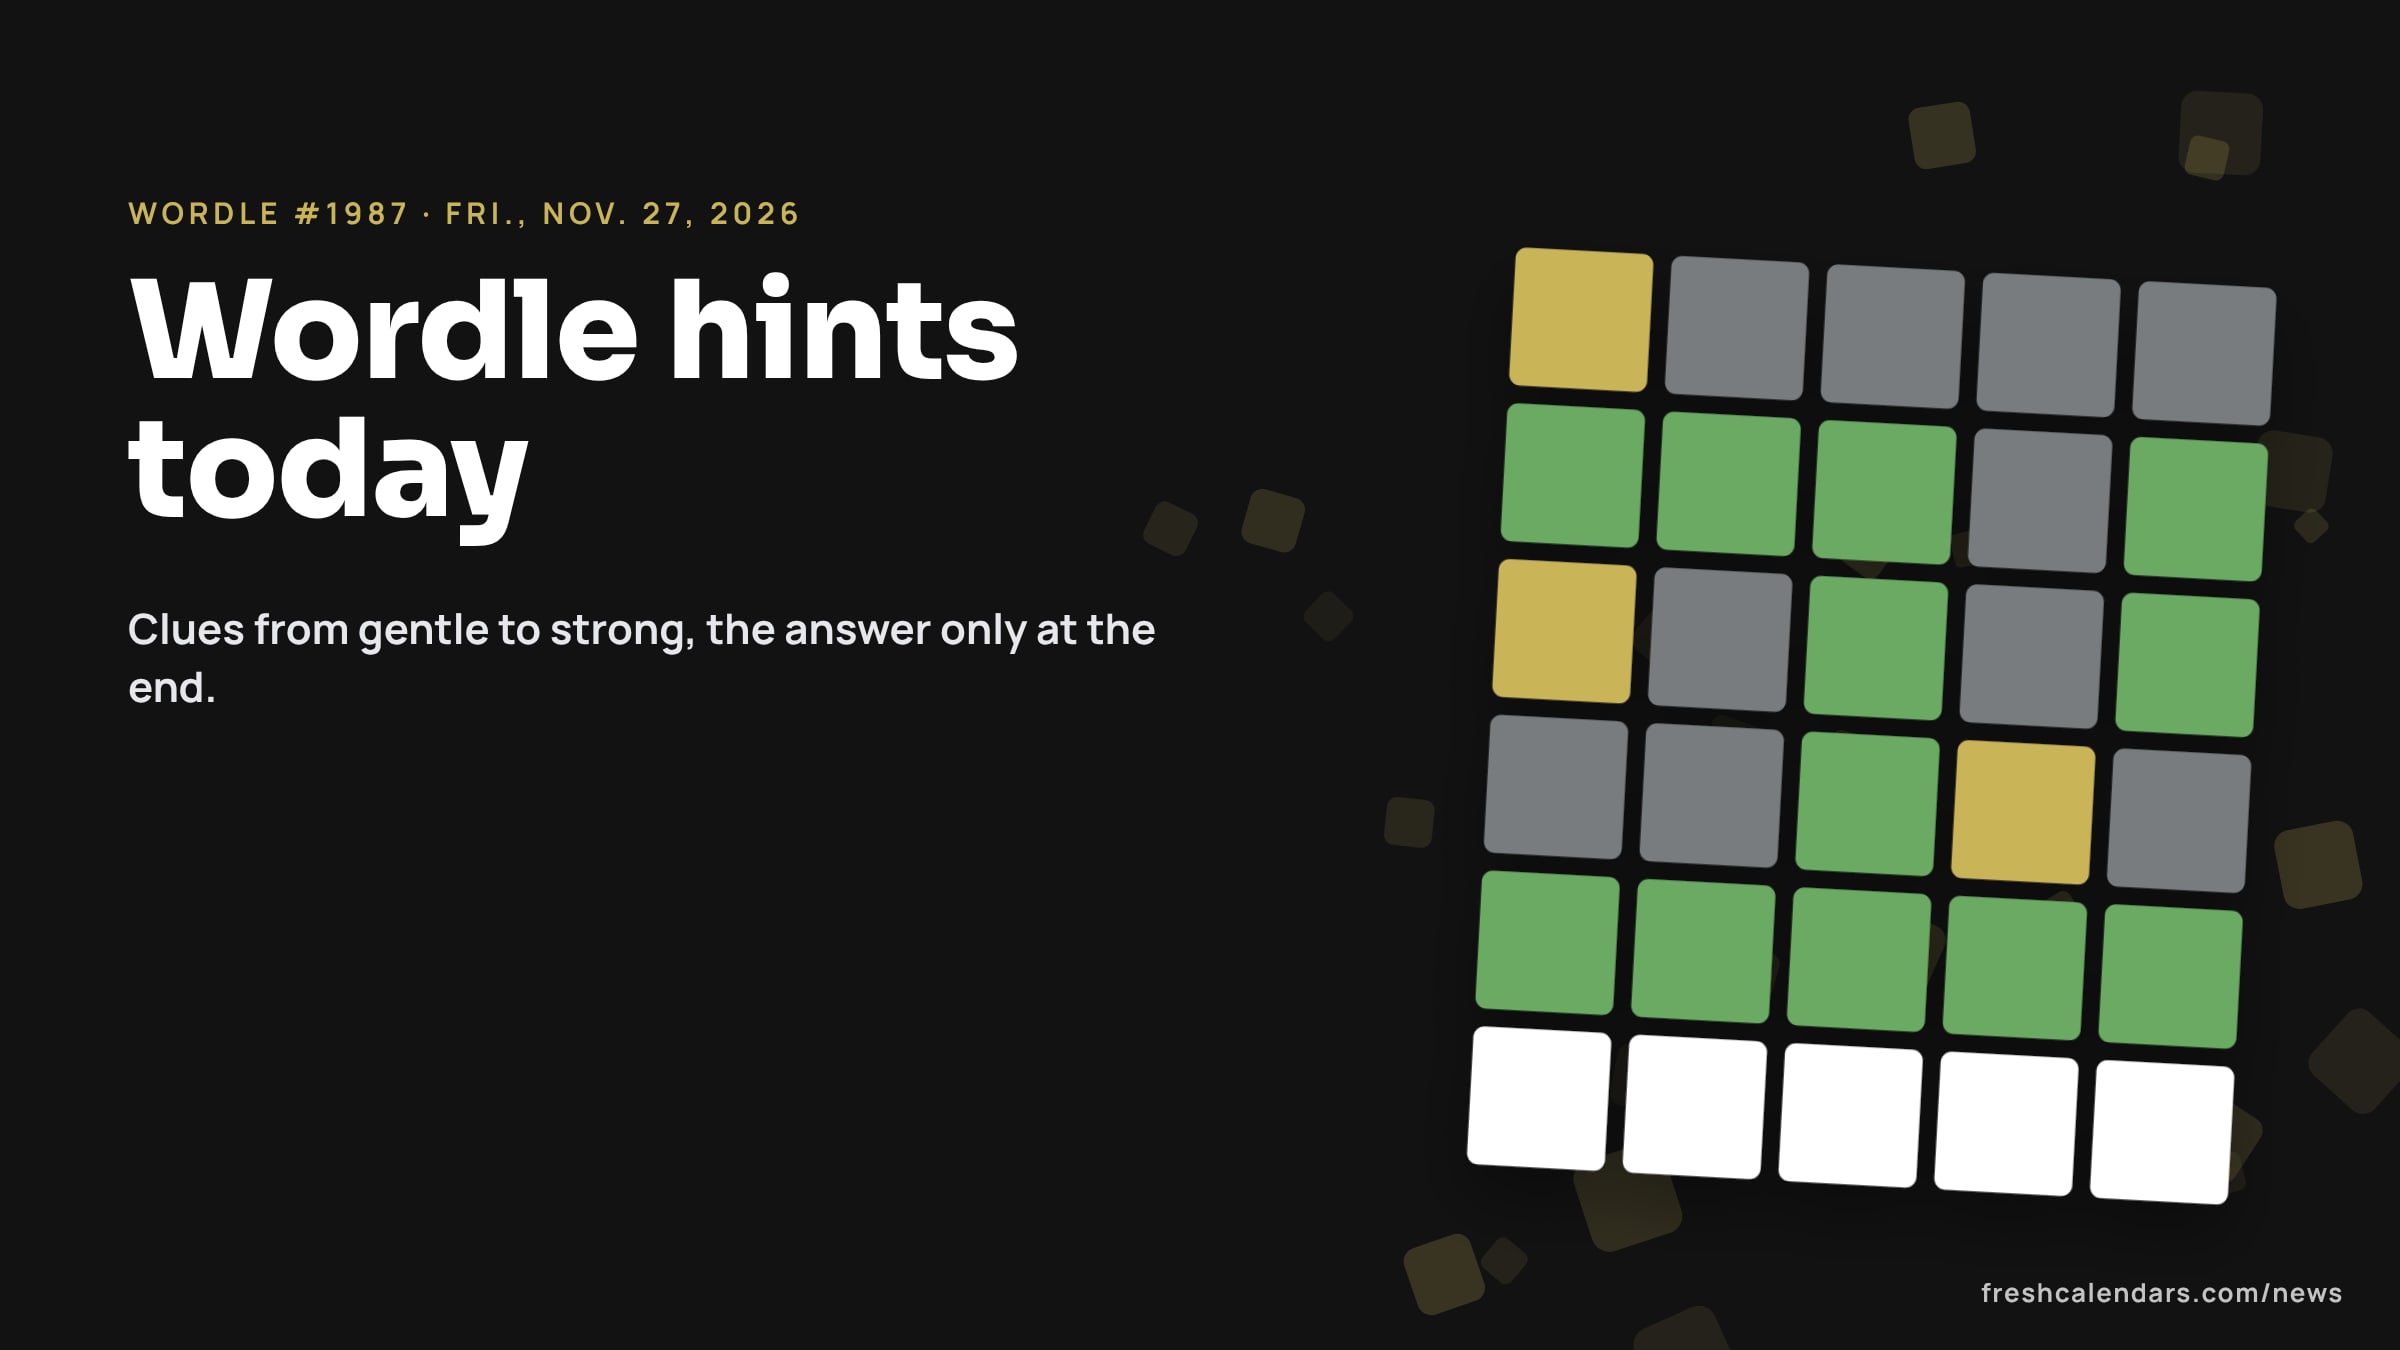 WORDLE #1987 · FRI., NOV. 27, 2026
Wordle hints
today
Clues from gentle to strong, the answer only at the
end.
freshcalendars.com/news